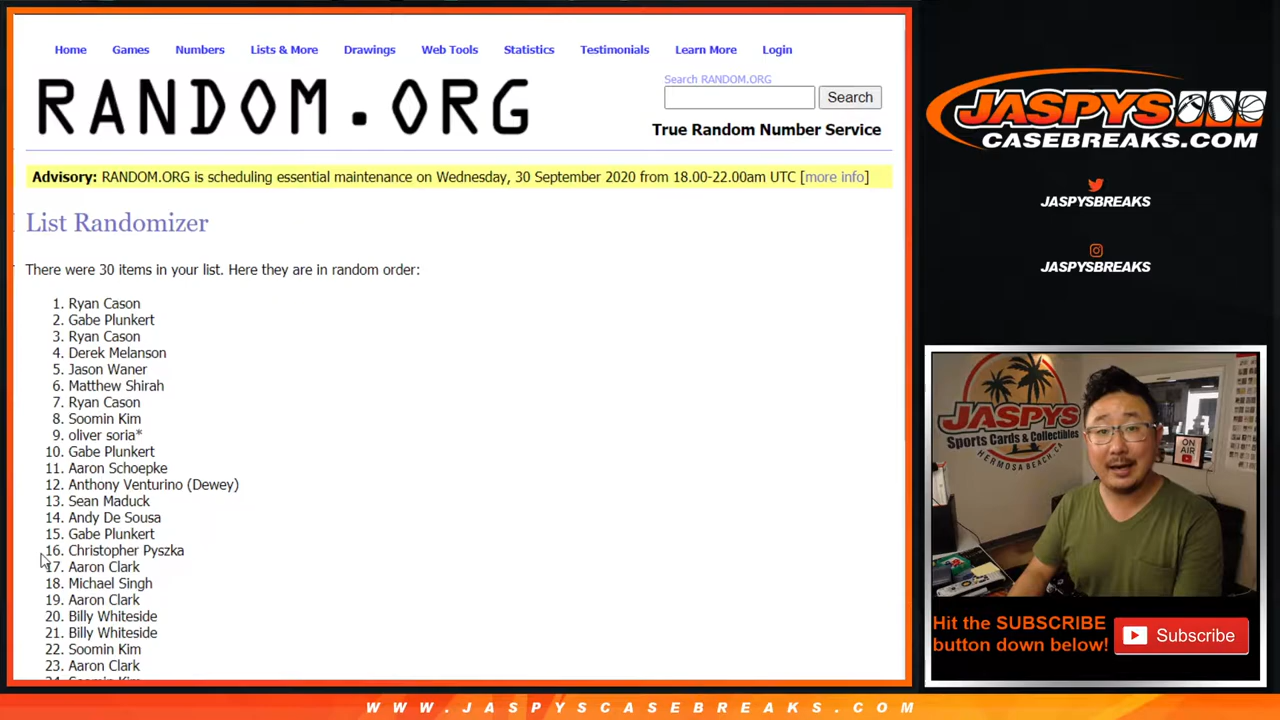 Home Games Numbers Lists & More Drawings Web Tools Statistics Testimonials Learn More Login
RANDOM.ORG
Search RANDOM.ORG
Search
True Random Number Service
Advisory: RANDOM.ORG is scheduling essential maintenance on Wednesday, 30 September 2020 from 18.00-22.00am UTC [more info]
List Randomizer
There were 30 items in your list. Here they are in random order:
1. Ryan Cason
2. Gabe Plunkert
3. Ryan Cason
4. Derek Melanson
5. Jason Waner
6. Matthew Shirah
7. Ryan Cason
8. Soomin Kim
9. oliver soria*
10. Gabe Plunkert
11. Aaron Schoepke
12. Anthony Venturino (Dewey)
13. Sean Maduck
14. Andy De Sousa
15. Gabe Plunkert
16. Christopher Pyszka
17. Aaron Clark
18. Michael Singh
19. Aaron Clark
20. Billy Whiteside
21. Billy Whiteside
22. Soomin Kim
23. Aaron Clark
24. Soomin Kim
JASPYS
CASEBREAKS.COM
JASPYSBREAKS
JASPYSBREAKS
JASPYS
Sports Cards & Collectibles
HERMOSA BEACH, CA
ON AIR
Hit the SUBSCRIBE
button down below!
Subscribe
WWW.JASPYSCASEBREAKS.COM